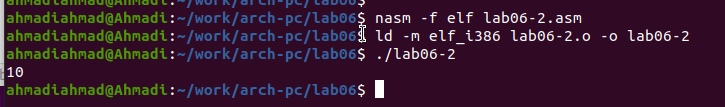 ahmadiahmad@Ahmadi:~/work/arch-pc/lab06$ nasm -f elf lab06-2.asm
ahmadiahmad@Ahmadi:~/work/arch-pc/lab06$ ld -m elf_i386 lab06-2.o -o lab06-2
ahmadiahmad@Ahmadi:~/work/arch-pc/lab06$ ./lab06-2
10
ahmadiahmad@Ahmadi:~/work/arch-pc/lab06$